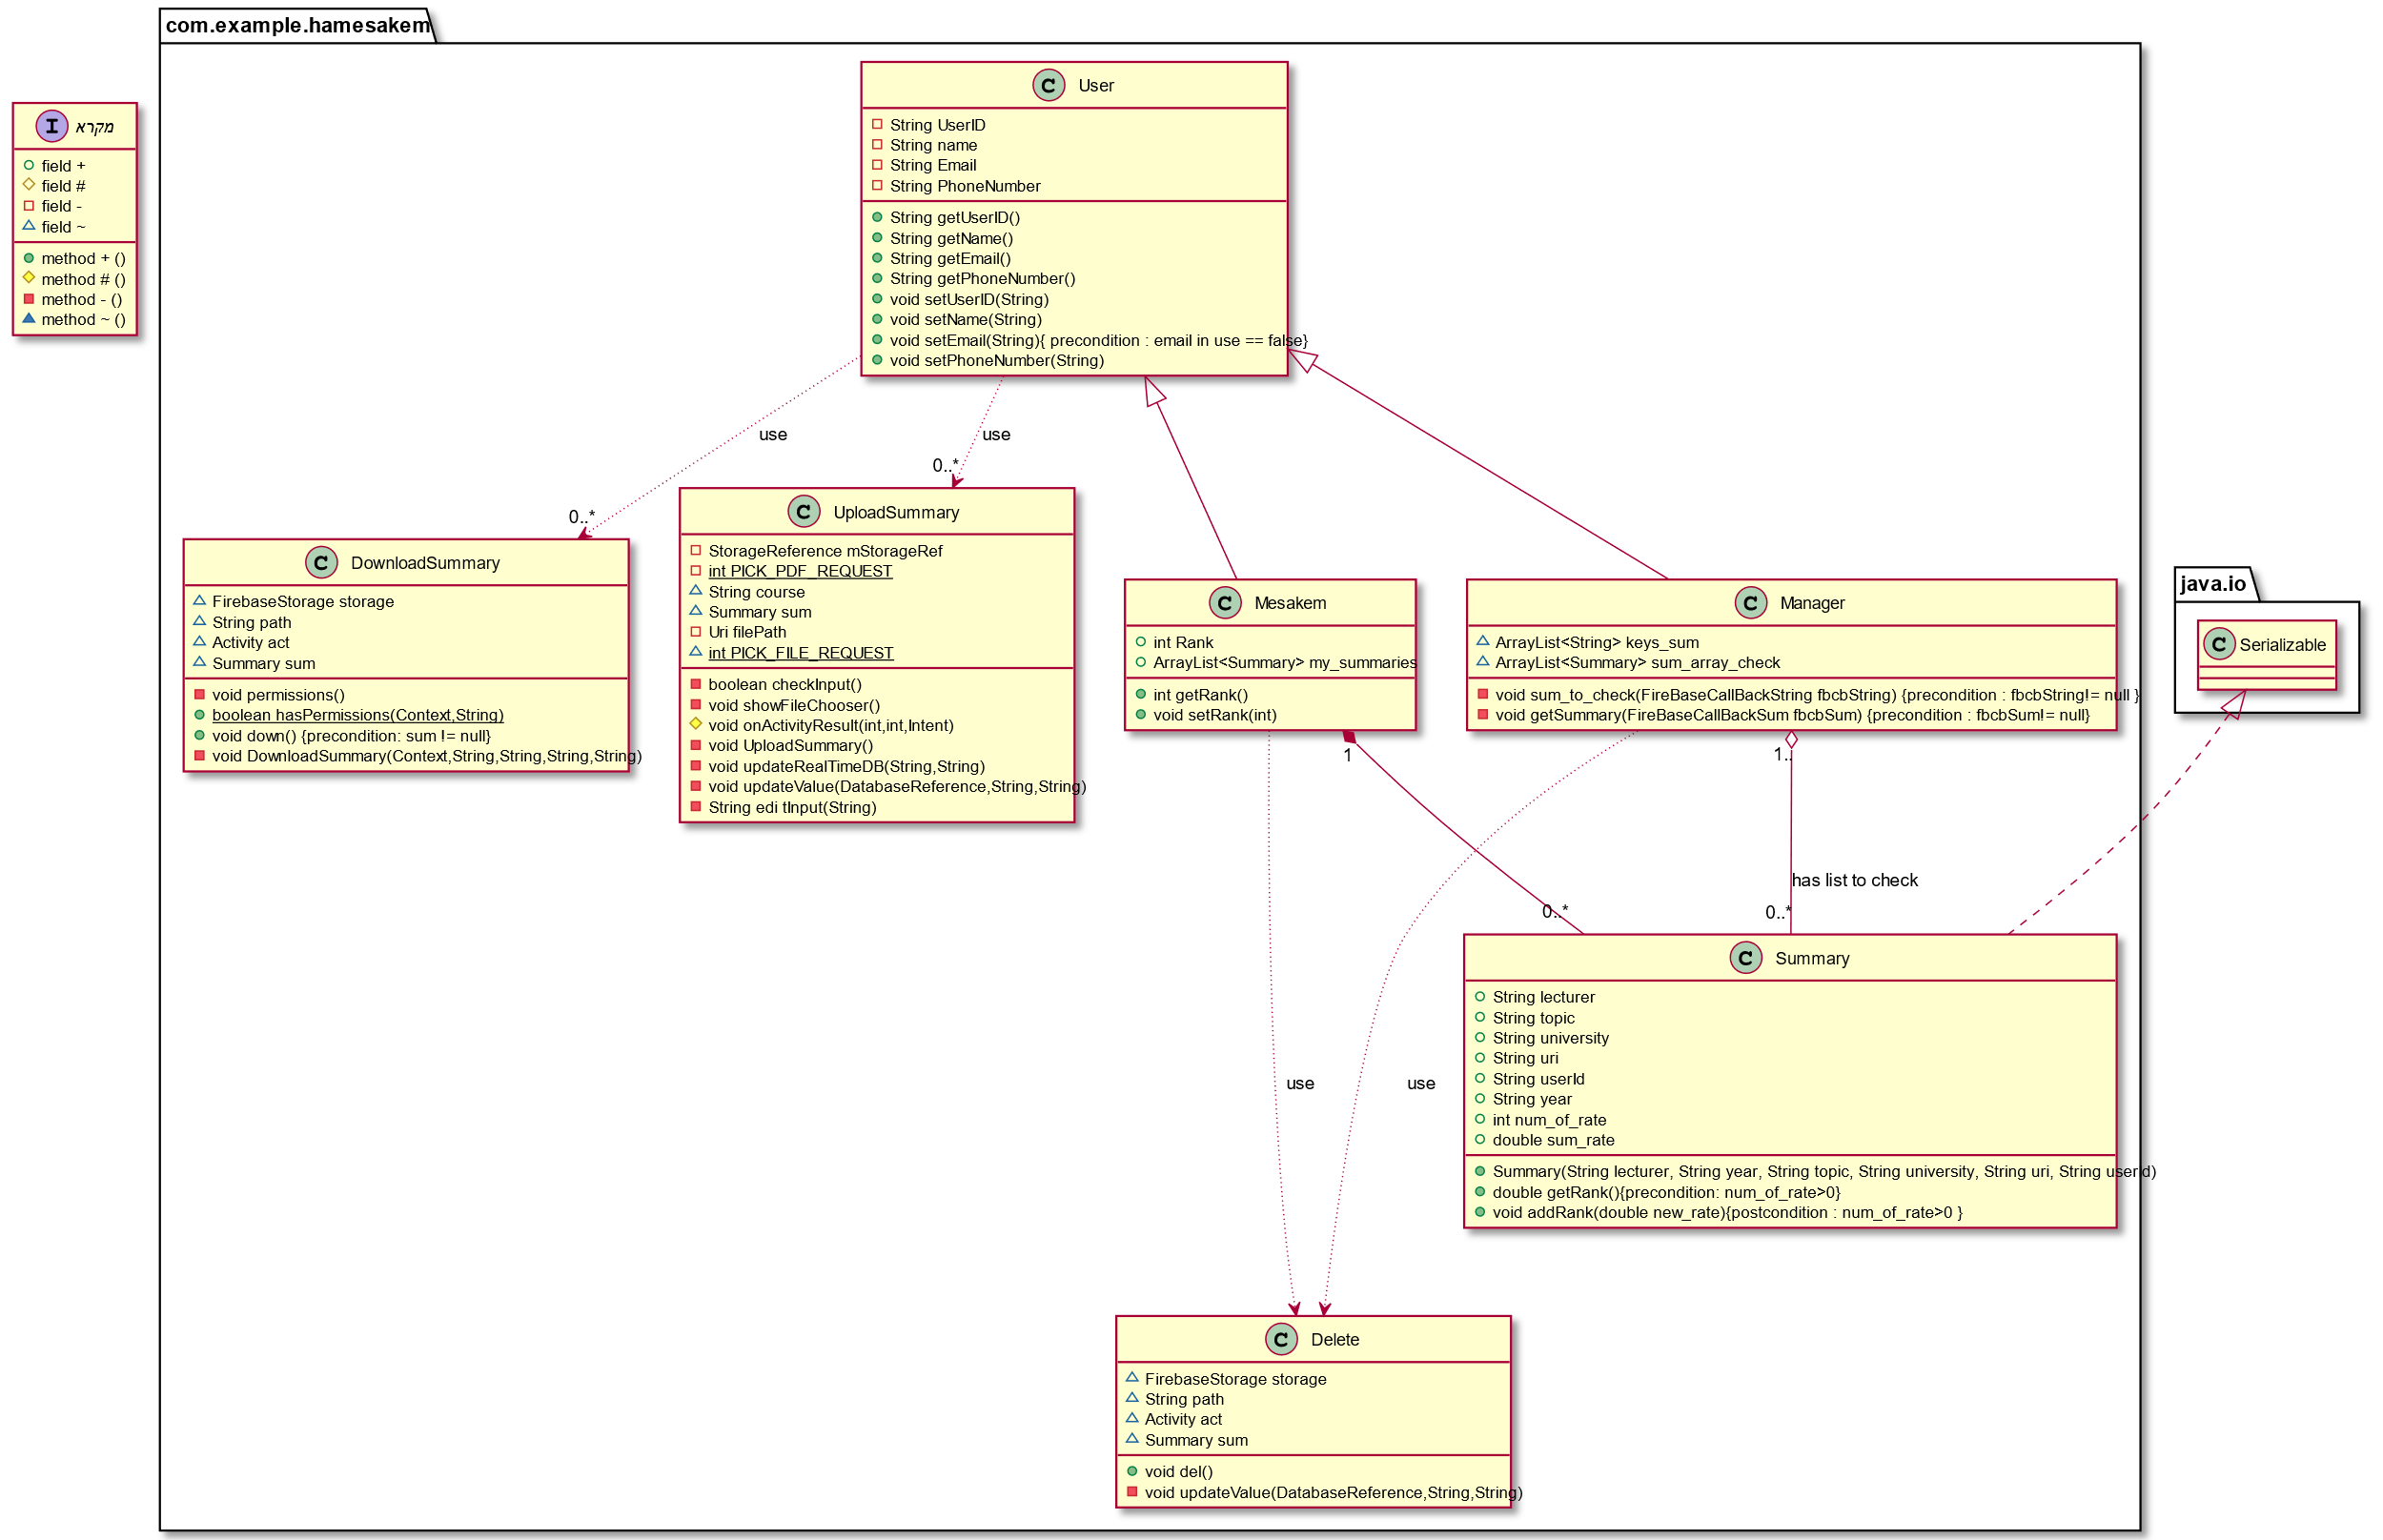 com.example.hamesakem
מקרא
field +
field #
field -
field ~
method + ()
method # ()
method - ()
method ~ ()
User
String UserID
String name
String Email
String PhoneNumber
String getUserID()
String getName()
String getEmail()
String getPhoneNumber()
void setUserID(String)
void setName(String)
void setEmail(String){ precondition : email in use == false}
void setPhoneNumber(String)
use
use
0..*
0..*
DownloadSummary
FirebaseStorage storage
String path
Activity act
Summary sum
void permissions()
boolean hasPermissions(Context,String)
void down() {precondition: sum != null}
void DownloadSummary(Context,String,String,String,String)
UploadSummary
StorageReference mStorageRef
int PICK_PDF_REQUEST
String course
Summary sum
Uri filePath
int PICK_FILE_REQUEST
boolean checkInput()
void showFileChooser()
void onActivityResult(int,int,Intent)
void UploadSummary()
void updateRealTimeDB(String,String)
void updateValue(DatabaseReference,String,String)
String edi tInput(String)
Mesakem
int Rank
ArrayList<Summary> my_summaries
int getRank()
void setRank(int)
Manager
ArrayList<String> keys_sum
ArrayList<Summary> sum_array_check
void sum_to_check(FireBaseCallBackString fbcbString) {precondition : fbcbString!= null }
void getSummary(FireBaseCallBackSum fbcbSum) {precondition : fbcbSum!= null}
java.io
Serializable
1
1..
has list to check
0..*
0..*
Summary
String lecturer
String topic
String university
String uri
String userId
String year
int num_of_rate
double sum_rate
Summary(String lecturer, String year, String topic, String university, String uri, String userId)
double getRank(){precondition: num_of_rate>0}
void addRank(double new_rate){postcondition : num_of_rate>0 }
use
use
Delete
FirebaseStorage storage
String path
Activity act
Summary sum
void del()
void updateValue(DatabaseReference,String,String)